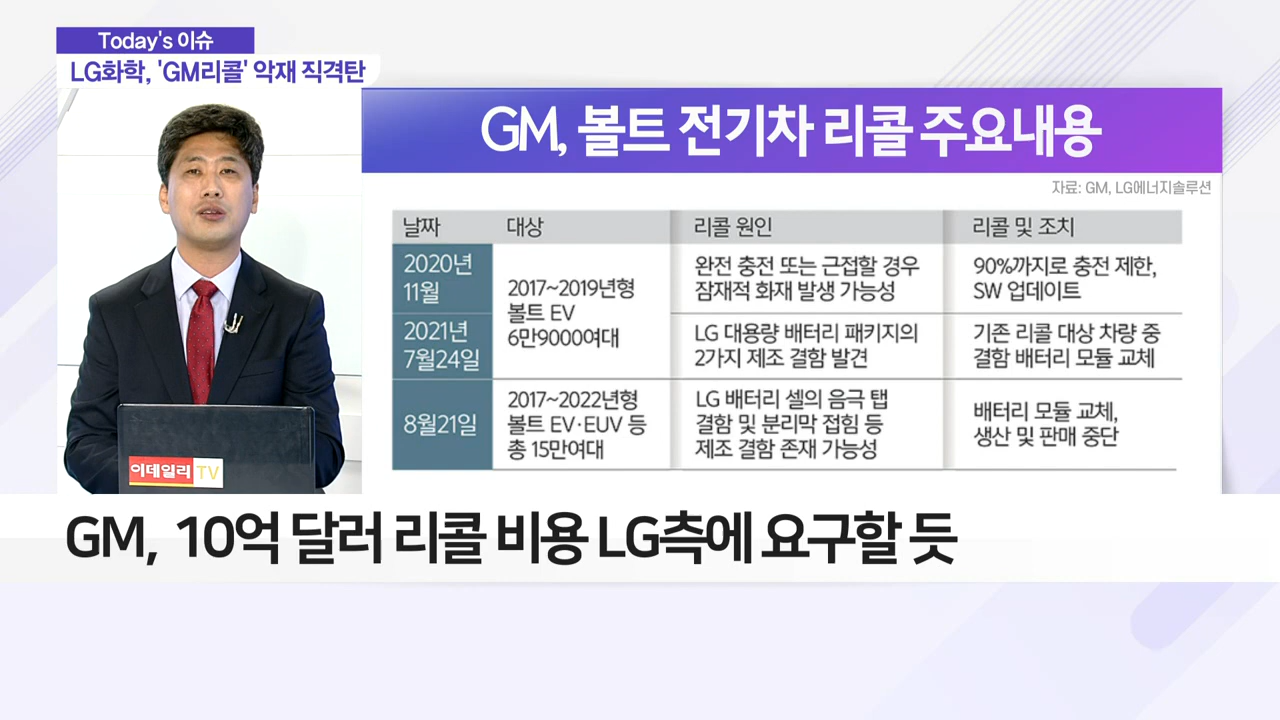 Today's 이슈
LG화학, 'GM리콜' 악재 직격탄
GM, 볼트 전기차 리콜 주요내용
자료: GM, LG에너지솔루션
날짜 대상 리콜 원인 리콜 및 조치
2020년
11월
2017~2019년형
볼트 EV
6만9000여대
완전 충전 또는 근접할 경우
잠재적 화재 발생 가능성
90%까지로 충전 제한,
SW 업데이트
2021년
7월24일
LG 대용량 배터리 패키지의
2가지 제조 결함 발견
기존 리콜 대상 차량 중
결함 배터리 모듈 교체
8월21일
2017~2022년형
볼트 EV·EUV 등
총 15만여대
LG 배터리 셀의 음극 탭
결함 및 분리막 접힘 등
제조 결함 존재 가능성
배터리 모듈 교체,
생산 및 판매 중단
이데일리 TV
GM, 10억 달러 리콜 비용 LG측에 요구할 듯